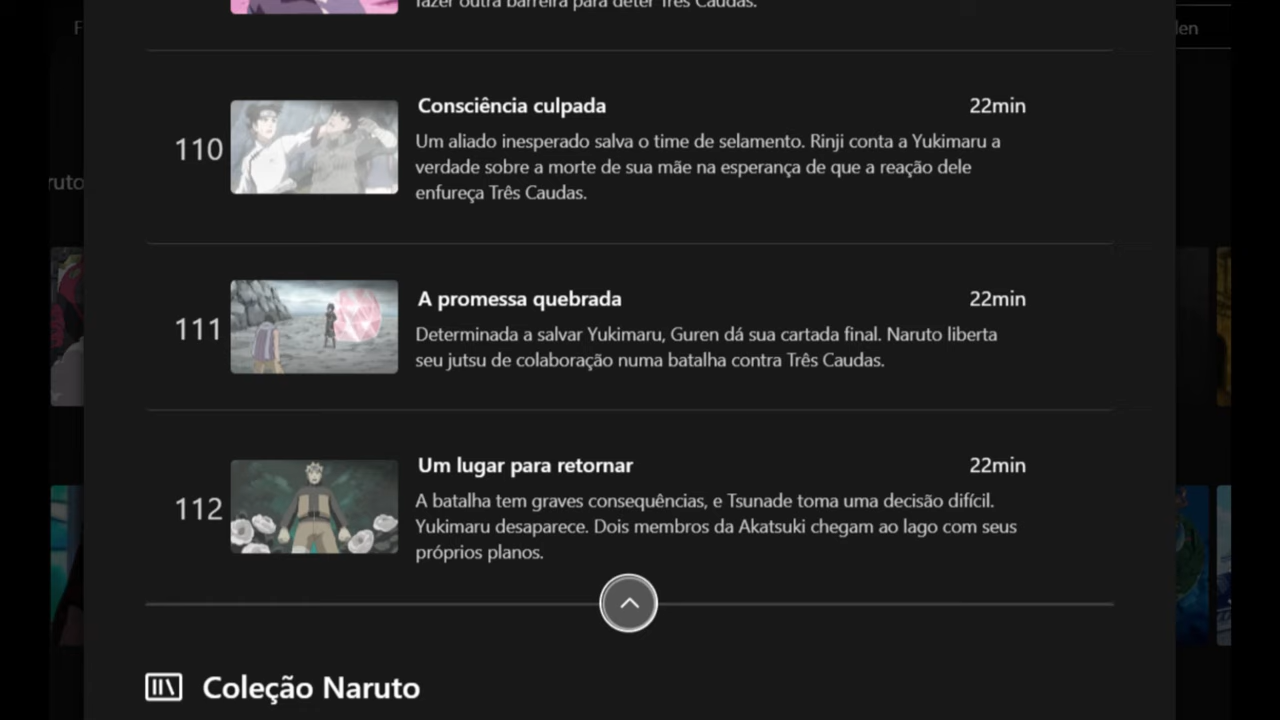 fazer outra barreira para deter Três Caudas.
len
110
Consciência culpada
22min
Um aliado inesperado salva o time de selamento. Rinji conta a Yukimaru a
verdade sobre a morte de sua mãe na esperança de que a reação dele
enfureça Três Caudas.
ruto
111
A promessa quebrada
22min
Determinada a salvar Yukimaru, Guren dá sua cartada final. Naruto liberta
seu jutsu de colaboração numa batalha contra Três Caudas.
112
Um lugar para retornar
22min
A batalha tem graves consequências, e Tsunade toma uma decisão difícil.
Yukimaru desaparece. Dois membros da Akatsuki chegam ao lago com seus
próprios planos.
Coleção Naruto